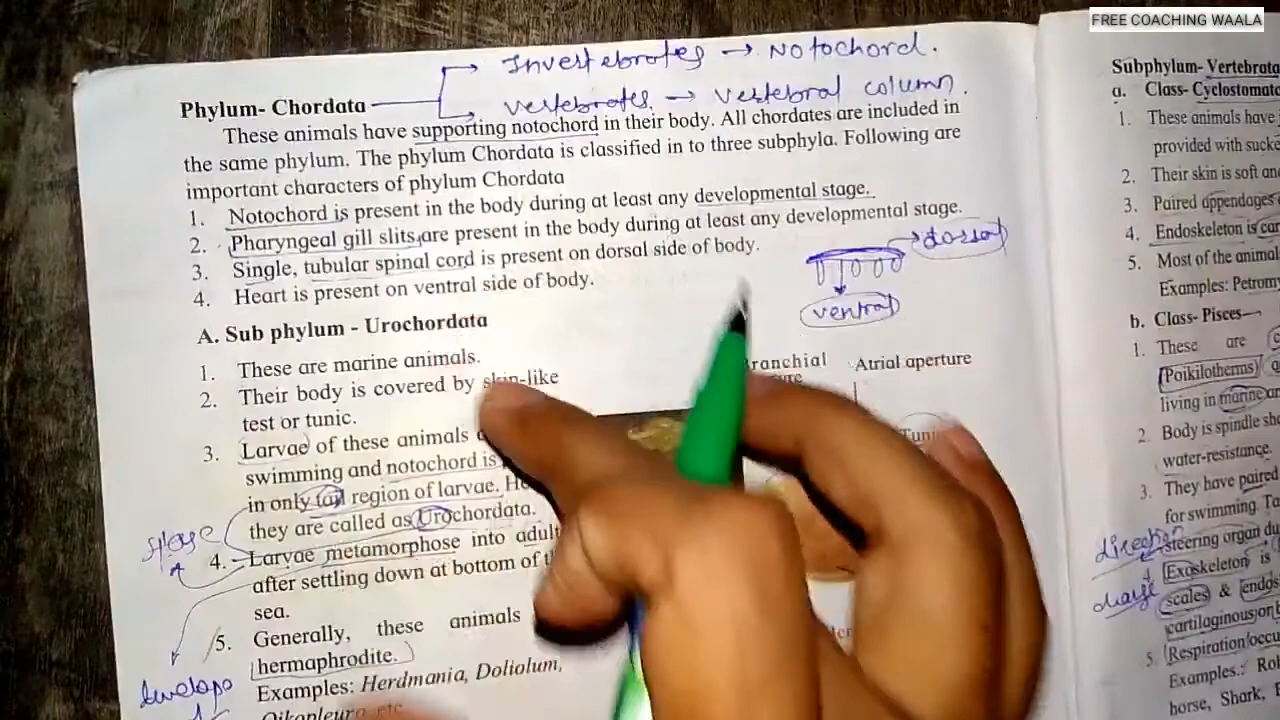 FREE COACHING WAALA
Invertebrates → Notochord.
Phylum- Chordata
vertebrates. → vertebral column.
These animals have supporting notochord in their body. All chordates are included in
the same phylum. The phylum Chordata is classified in to three subphyla. Following are
important characters of phylum Chordata
1. Notochord is present in the body during at least any developmental stage.
2. Pharyngeal gill slits are present in the body during at least any developmental stage.
3. Single, tubular spinal cord is present on dorsal side of body.
4. Heart is present on ventral side of body.
dorsal
ventral
A. Sub phylum - Urochordata
1. These are marine animals.
2. Their body is covered by skin-like
test or tunic.
3. Larvae of these animals
swimming and notochord is
in only tail region of larvae.
they are called as Urochordata.
4. Larvae metamorphose into adult
after settling down at bottom of
sea.
5. Generally, these animals
hermaphrodite.
Examples: Herdmania, Doliolum,
Oikopleura etc
Atrial aperture
Subphylum- Vertebrata
a. Class- Cyclostomat
1. These animals have
provided with sucke
2. Their skin is soft an
3. Paired appendages
4. Endoskeleton is car
5. Most of the animal
Examples: Petromy
b. Class- Pisces
1. These are
Poikilotherms
living in marine
2. Body is spindle sh
water-resistance.
3. They have paired
for swimming. Ta
direction
steering organ du
4. Exoskeleton is
scales & endos
cartilaginous
5. Respiration occu
Examples: Ro
horse, Shark,